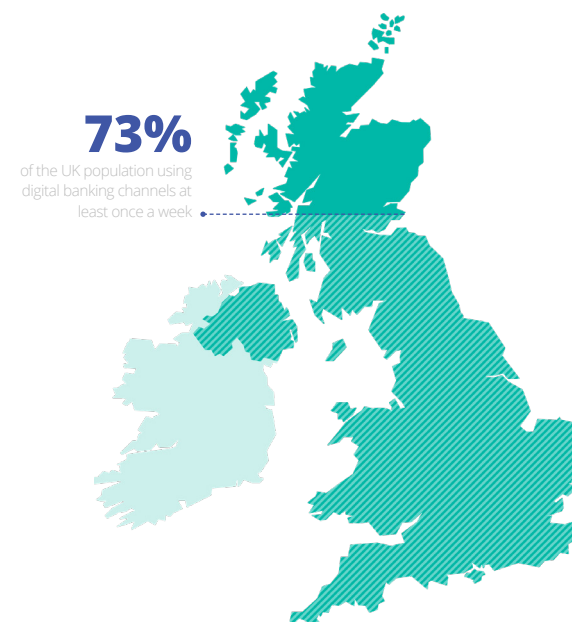 73%
of the UK population using
digital banking channels at
least once a week